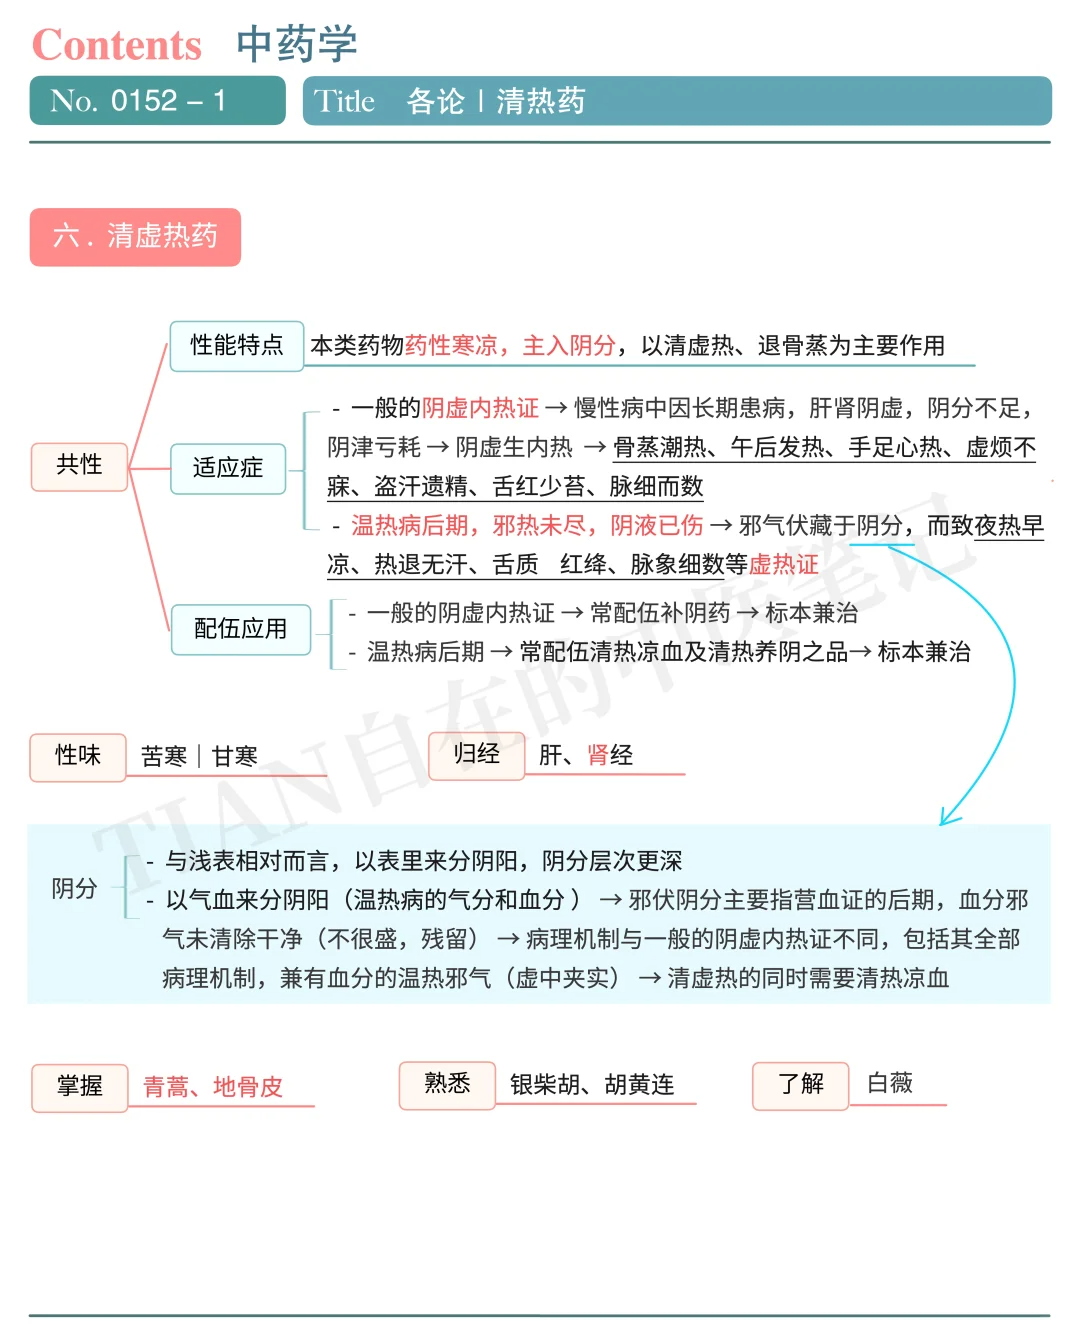 Contents 中药学
No. 0152 – 1
Title 各论 | 清热药
六 . 清虚热药
性能特点
本类药物药性寒凉，主入阴分，以清虚热、退骨蒸为主要作用
共性
适应症
- 一般的阴虚内热证 → 慢性病中因长期患病，肝肾阴虚，阴分不足，
阴津亏耗 → 阴虚生内热 → 骨蒸潮热、午后发热、手足心热、虚烦不
寐、盗汗遗精、舌红少苔、脉细而数
- 温热病后期，邪热未尽，阴液已伤 → 邪气伏藏于阴分，而致夜热早
凉、热退无汗、舌质 红绛、脉象细数等虚热证
配伍应用
- 一般的阴虚内热证 → 常配伍补阴药 → 标本兼治
- 温热病后期 → 常配伍清热凉血及清热养阴之品→ 标本兼治
性味 苦寒｜甘寒
归经 肝、肾经
阴分
- 与浅表相对而言，以表里来分阴阳，阴分层次更深
- 以气血来分阴阳（温热病的气分和血分 ） → 邪伏阴分主要指营血证的后期，血分邪
气未清除干净（不很盛，残留） → 病理机制与一般的阴虚内热证不同，包括其全部
病理机制，兼有血分的温热邪气（虚中夹实） → 清虚热的同时需要清热凉血
掌握 青蒿、地骨皮
熟悉 银柴胡、胡黄连
了解 白薇
TIAN自在的中医笔记